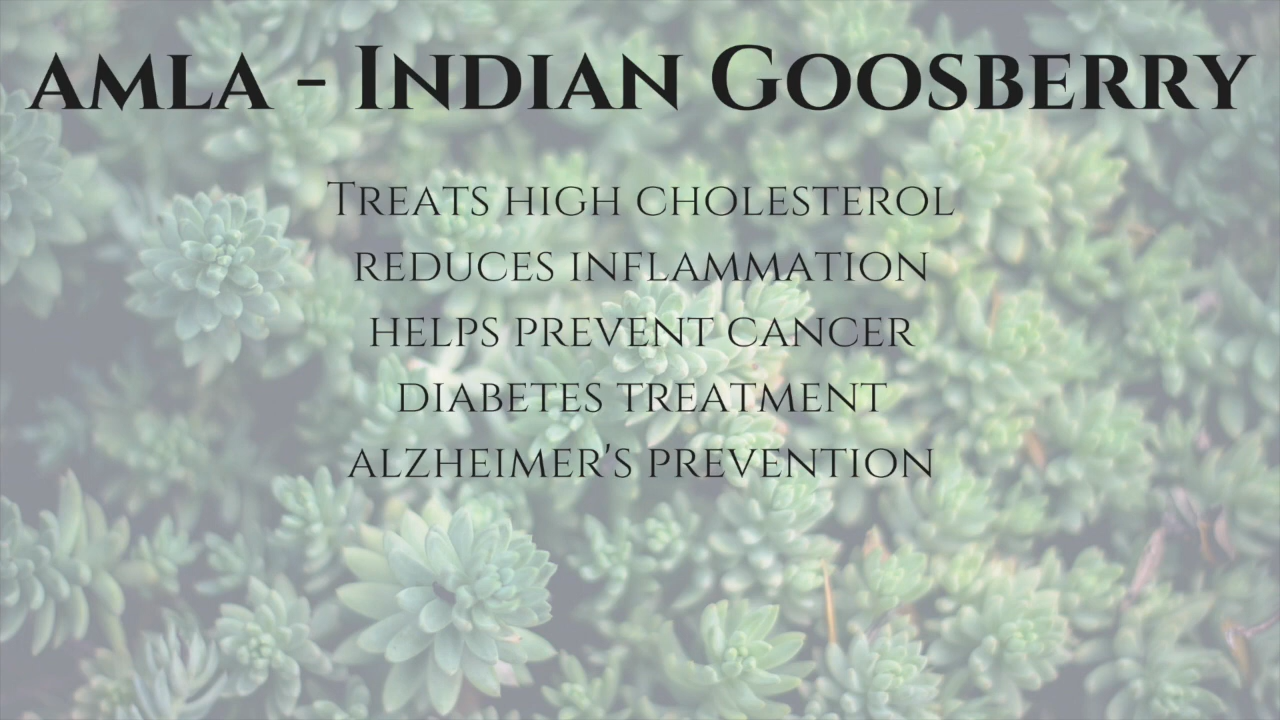 AMLA - INDIAN GOOSBERRY
TREATS HIGH CHOLESTEROL
REDUCES INFLAMMATION
HELPS PREVENT CANCER
DIABETES TREATMENT
ALZHEIMER'S PREVENTION